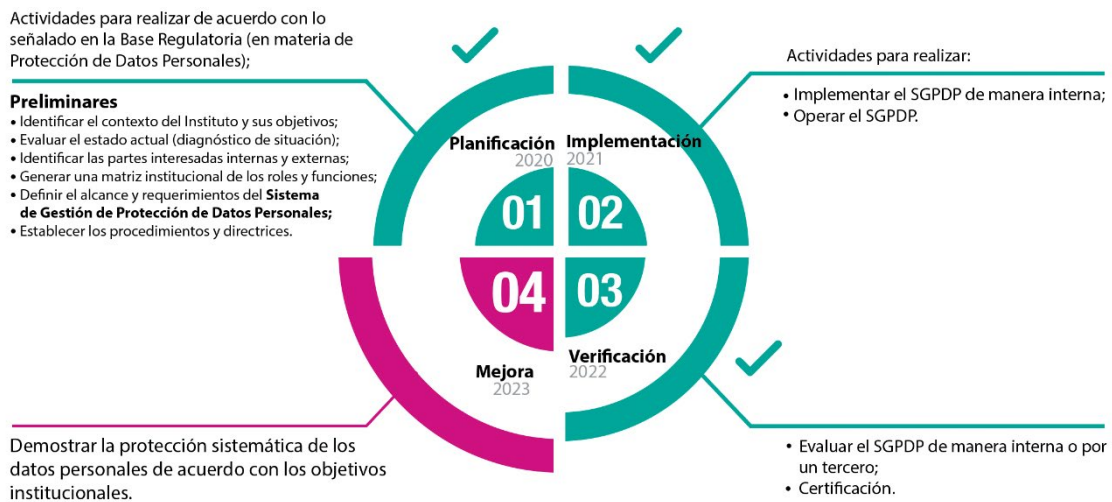 Actividades para realizar de acuerdo con lo
señalado en la Base Regulatoria (en materia de
Protección de Datos Personales);
Preliminares
• Identificar el contexto del Instituto y sus objetivos;
• Evaluar el estado actual (diagnóstico de situación);
• Identificar las partes interesadas internas y externas;
• Generar una matriz institucional de los roles y funciones;
• Definir el alcance y requerimientos del Sistema
de Gestión de Protección de Datos Personales;
• Establecer los procedimientos y directrices.
Planificación
2020
01
Implementación
2021
02
Actividades para realizar:
• Implementar el SGPDP de manera interna;
• Operar el SGPDP.
04
Mejora
2023
03
Verificación
2022
Demostrar la protección sistemática de los
datos personales de acuerdo con los objetivos
institucionales.
• Evaluar el SGPDP de manera interna o por
un tercero;
• Certificación.